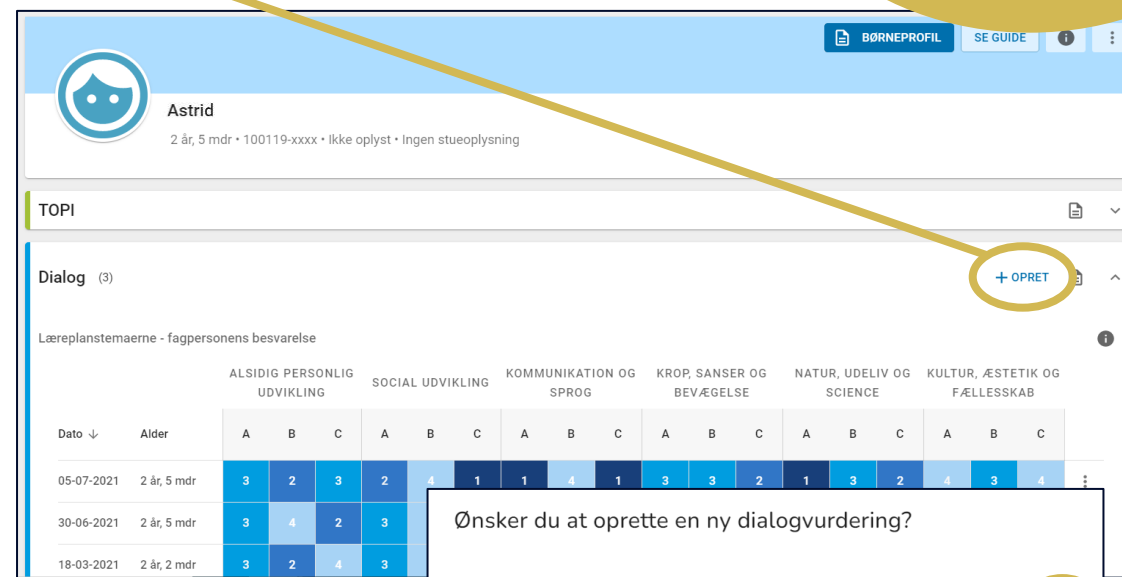 BØRNEPROFIL SE GUIDE
Astrid
2 år, 5 mdr • 100119-xxxx • Ikke oplyst • Ingen stueoplysning
TOPI
Dialog (3) + OPRET
Læreplanstemaerne - fagpersonens besvarelse
ALSIDIG PERSONLIG UDVIKLING SOCIAL UDVIKLING KOMMUNIKATION OG SPROG KROP, SANSER OG BEVÆGELSE NATUR, UDELIV OG SCIENCE KULTUR, ÆSTETIK OG FÆLLESSKAB
Dato ↓ Alder A B C A B C A B C A B C A B C A B C
05-07-2021 2 år, 5 mdr 3 2 3 2 4 1 1 4 1 3 3 2 1 3 2 4 3 4
30-06-2021 2 år, 5 mdr 3 4 2 3
18-03-2021 2 år, 2 mdr 3 2 4 3
Ønsker du at oprette en ny dialogvurdering?